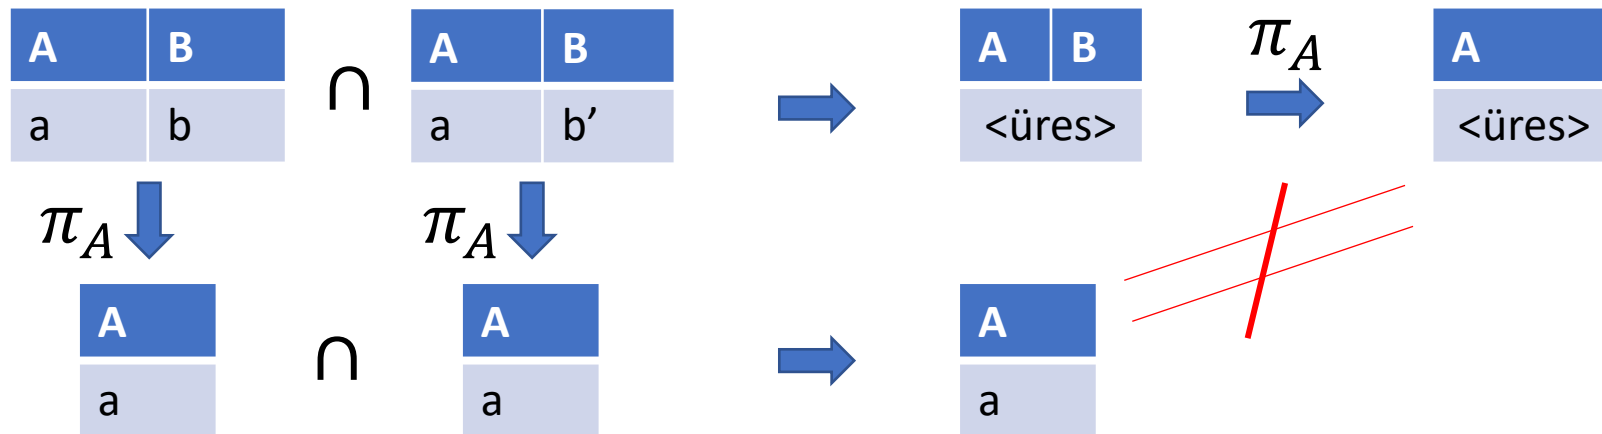 A B ∩ A B A B π_A A
a b a b’ <üres> <üres>
π_A π_A
A ∩ A A
a a a